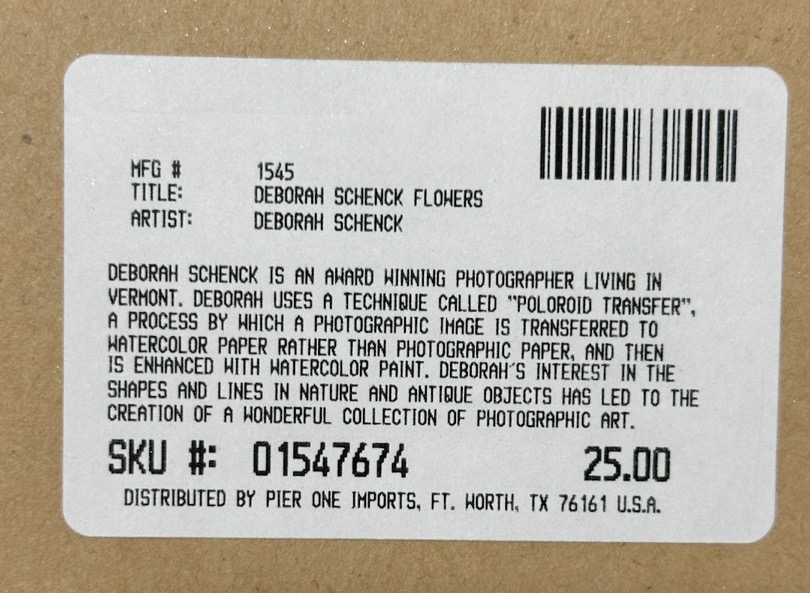 MFG # 1545
TITLE: DEBORAH SCHENCK FLOWERS
ARTIST: DEBORAH SCHENCK
DEBORAH SCHENCK IS AN AWARD WINNING PHOTOGRAPHER LIVING IN
VERMONT. DEBORAH USES A TECHNIQUE CALLED "POLOROID TRANSFER",
A PROCESS BY WHICH A PHOTOGRAPHIC IMAGE IS TRANSFERRED TO
WATERCOLOR PAPER RATHER THAN PHOTOGRAPHIC PAPER, AND THEN
IS ENHANCED WITH WATERCOLOR PAINT. DEBORAH'S INTEREST IN THE
SHAPES AND LINES IN NATURE AND ANTIQUE OBJECTS HAS LED TO THE
CREATION OF A WONDERFUL COLLECTION OF PHOTOGRAPHIC ART.
SKU #: 01547674 25.00
DISTRIBUTED BY PIER ONE IMPORTS, FT. WORTH, TX 76161 U.S.A.